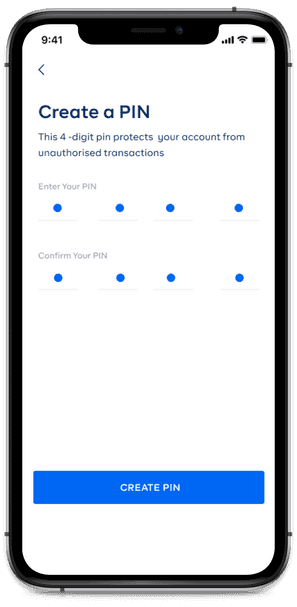 9:41
Create a PIN
This 4 -digit pin protects your account from
unauthorised transactions
Enter Your PIN
Confirm Your PIN
CREATE PIN